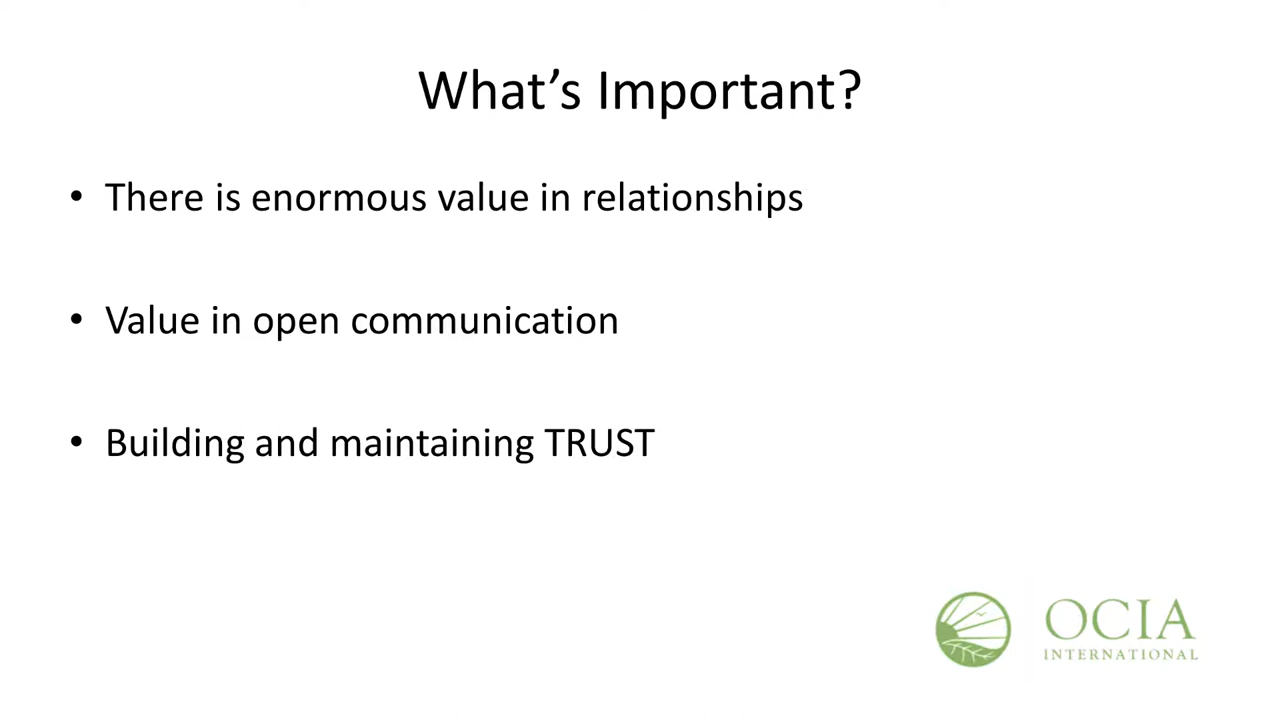 What’s Important?
• There is enormous value in relationships
• Value in open communication
• Building and maintaining TRUST
OCIA
INTERNATIONAL